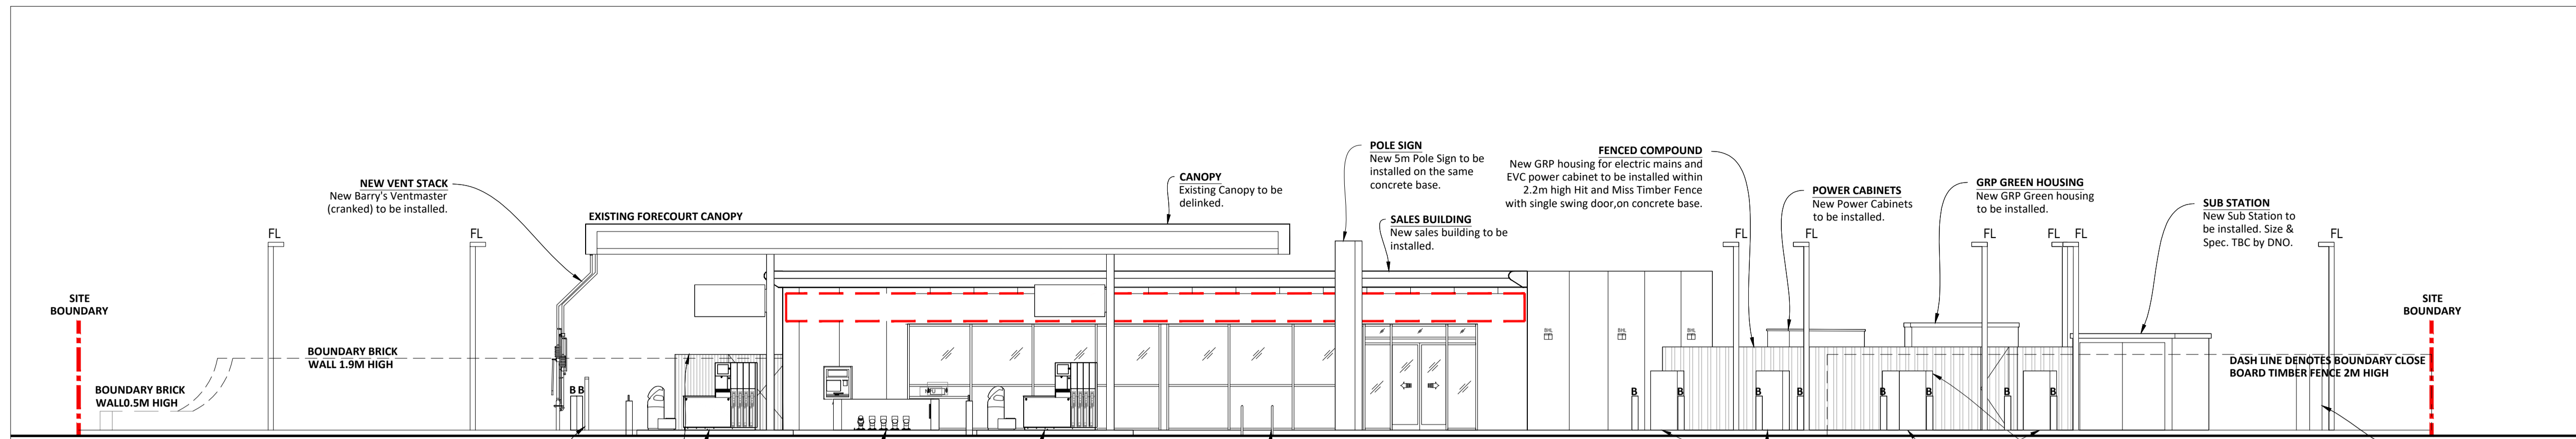 NEW VENT STACK
New Barry's Ventmaster
(cranked) to be installed.
EXISTING FORECOURT CANOPY
CANOPY
Existing Canopy to be
delinked.
POLE SIGN
New 5m Pole Sign to be
installed on the same
concrete base.
SALES BUILDING
New sales building to be
installed.
FENCED COMPOUND
New GRP housing for electric mains and
EVC power cabinet to be installed within
2.2m high Hit and Miss Timber Fence
with single swing door,on concrete base.
POWER CABINETS
New Power Cabinets
to be installed.
GRP GREEN HOUSING
New GRP Green housing
to be installed.
SUB STATION
New Sub Station to
be installed. Size &
Spec. TBC by DNO.
FL
FL
FL
FL
FL
FL
FL
FL
SITE
BOUNDARY
BOUNDARY BRICK
WALL 1.9M HIGH
BOUNDARY BRICK
WALL0.5M HIGH
B B
BHL
BHL
BHL
B
B
B
B
B
B
B
B
DASH LINE DENOTES BOUNDARY CLOSE
BOARD TIMBER FENCE 2M HIGH
SITE
BOUNDARY